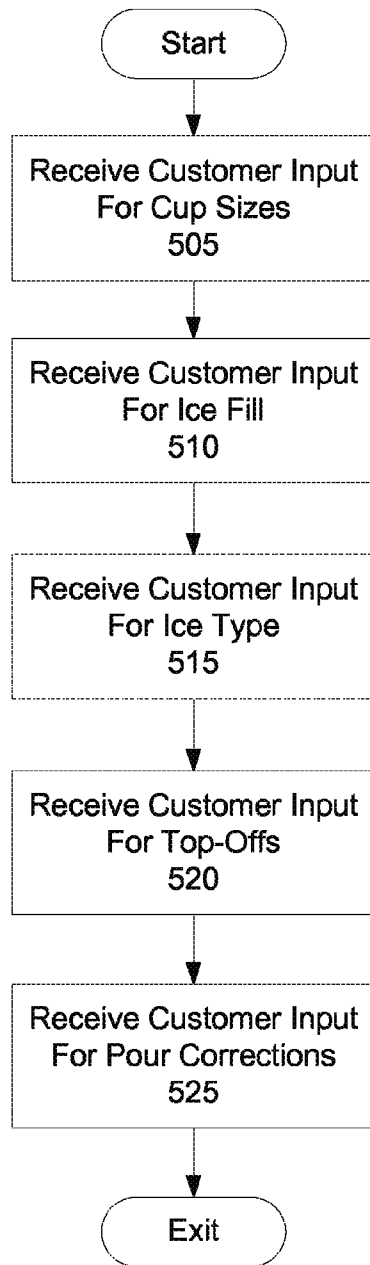 Start
Receive Customer Input
For Cup Sizes
505
Receive Customer Input
For Ice Fill
510
Receive Customer Input
For Ice Type
515
Receive Customer Input
For Top-Offs
520
Receive Customer Input
For Pour Corrections
525
Exit